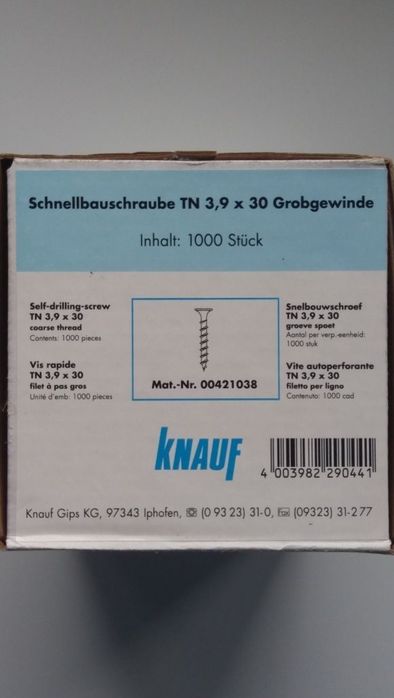 Schnellbauschraube TN 3,9 x 30 Grobgewinde
Inhalt: 1000 Stück
Self-drilling-screw
TN 3,9 x 30
coarse thread
Contents: 1000 pieces
Vis rapide
TN 3,9 x 30
filet à pas gros
Unité d'emb: 1000 pieces
Mat.-Nr. 00421038
Snelbouwschroef
TN 3,9 x 30
groeve spoet
Aantal per verp.-eenheid:
1000 stuk
Vite autoperforante
TN 3,9 x 30
filetto per ligno
Contenuto: 1000 cad
KNAUF
4 003982 290441
Knauf Gips KG, 97343 Iphofen, ☏ (0 93 23) 31-0, Fax (09323) 31-2 77